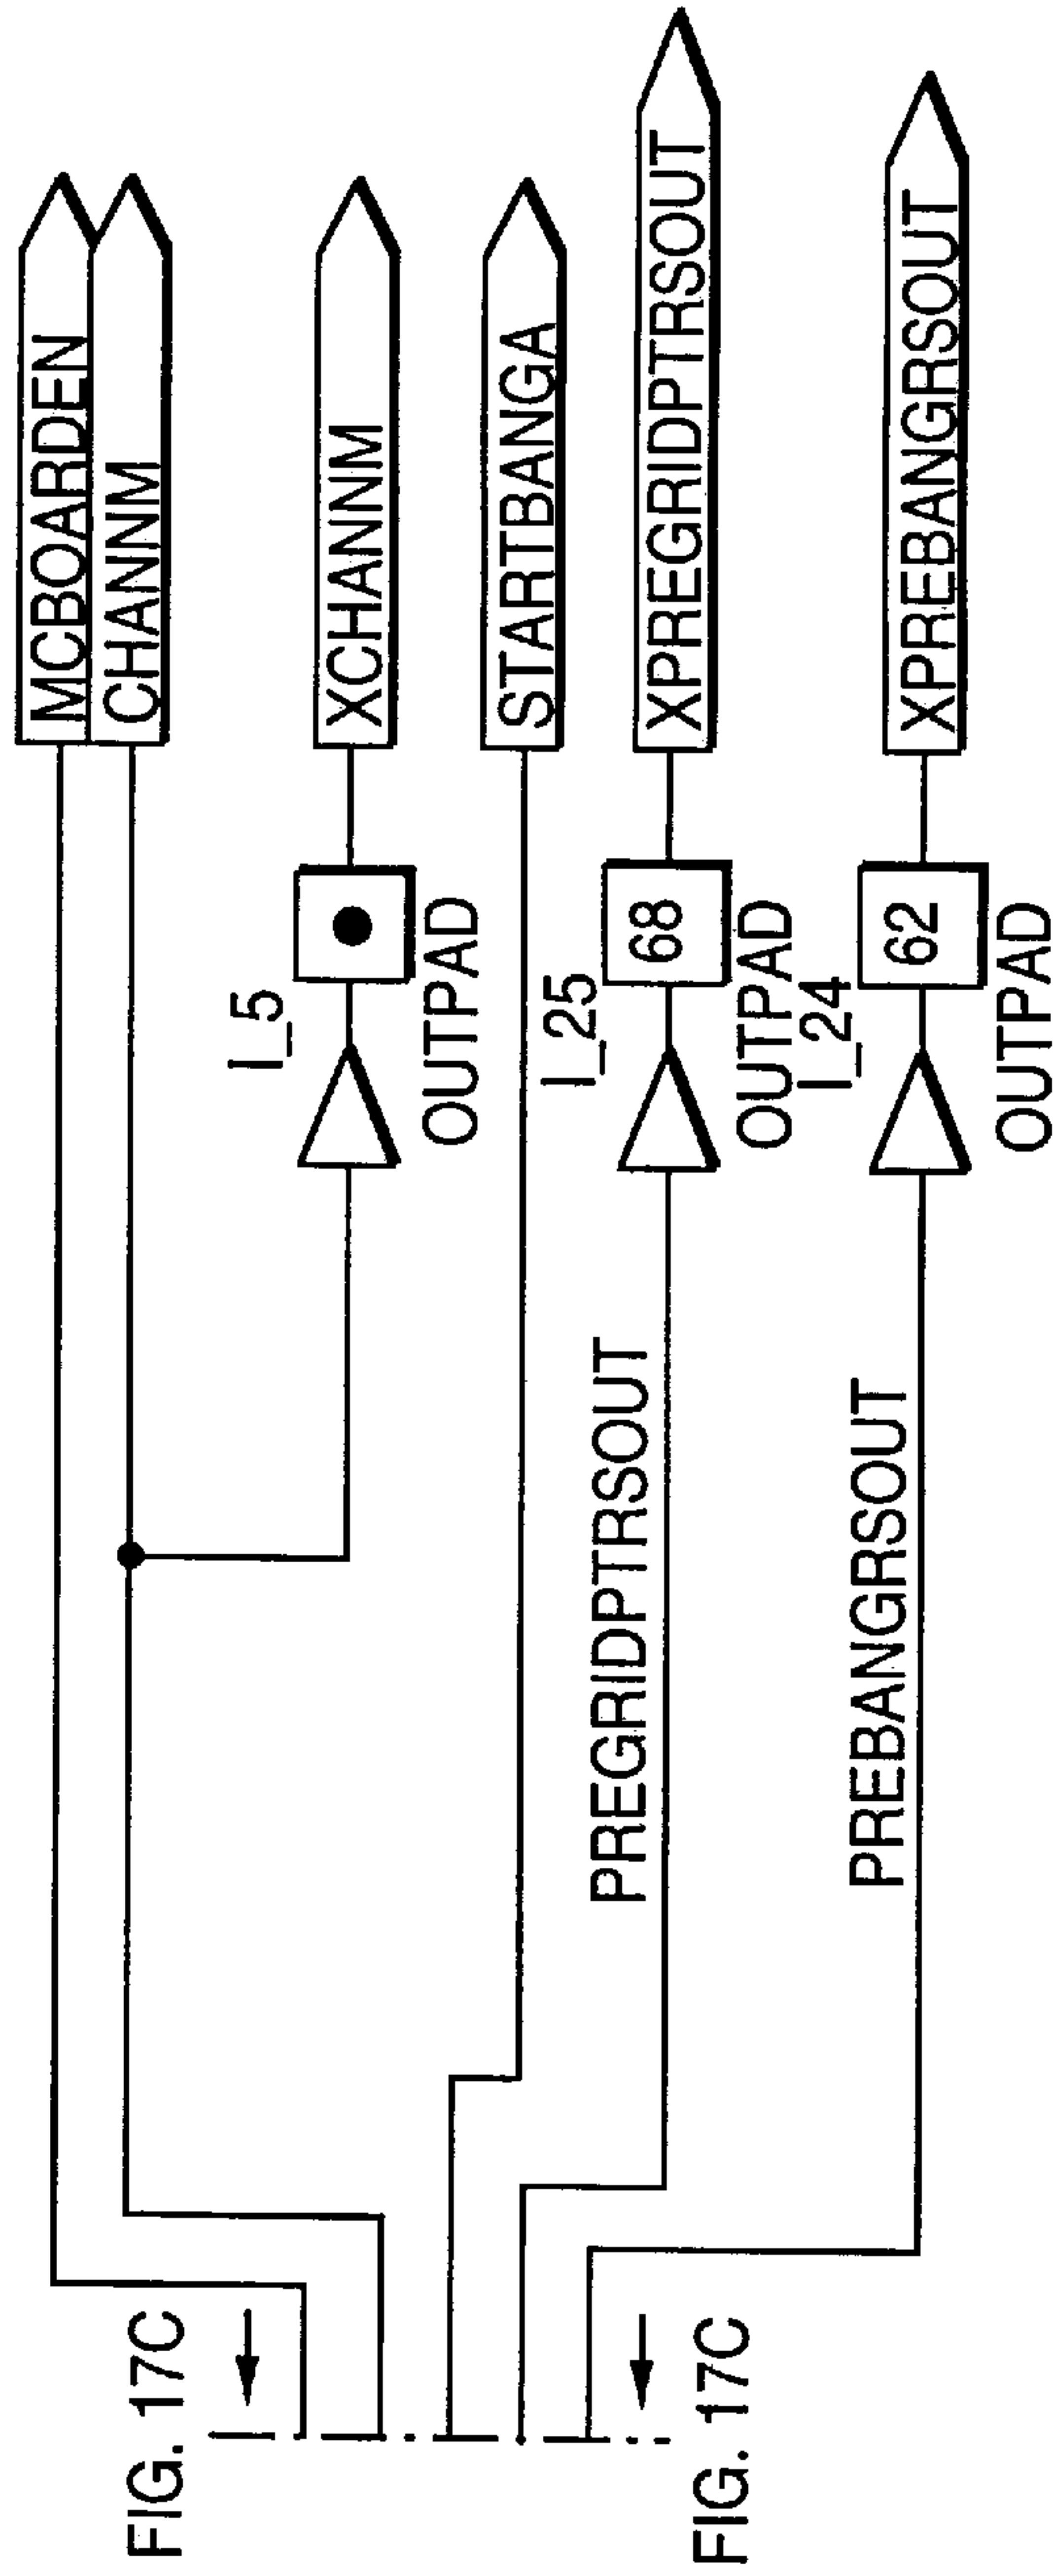 MCBOARDEN
CHANNM
I_5
XCHANNM
OUTPAD
STARTBANGA
I_25
PREGRIDPTRSOUT
68
XPREGRIDPTRSOUT
OUTPAD
I_24
PREBANGRSOUT
62
XPREBANGRSOUT
OUTPAD
FIG. 17C
FIG. 17C